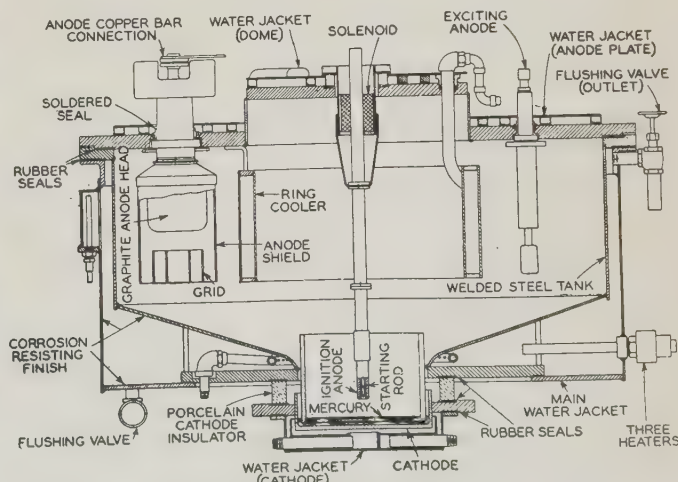 ANODE COPPER BAR
CONNECTION
WATER JACKET
(DOME)
SOLENOID
EXCITING
ANODE
WATER JACKET
(ANODE PLATE)
FLUSHING VALVE
(OUTLET)
SOLDERED
SEAL
RUBBER
SEALS
GRAPHITE ANODE HEAD
RING
COOLER
ANODE
SHIELD
GRID
WELDED STEEL TANK
CORROSION
RESISTING
FINISH
IGNITION
ANODE
STARTING
ROD
MERCURY
PORCELAIN
CATHODE
INSULATOR
MAIN
WATER JACKET
FLUSHING VALVE
RUBBER SEALS
THREE
HEATERS
WATER JACKET
(CATHODE)
CATHODE